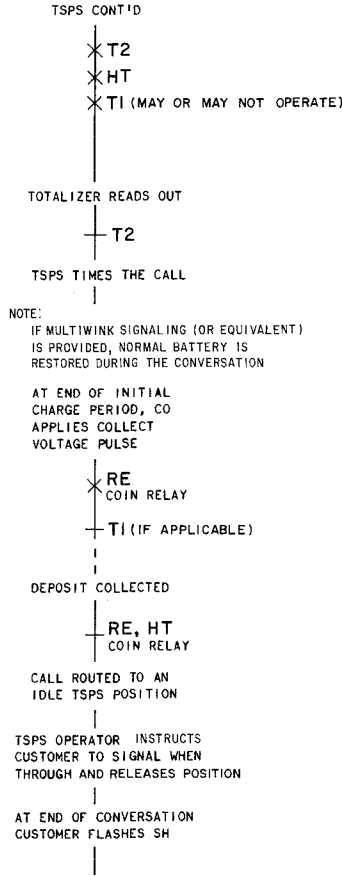 TSPS CONT'D
T2
HT
T1 (MAY OR MAY NOT OPERATE)
TOTALIZER READS OUT
T2
TSPS TIMES THE CALL
NOTE:
IF MULTIWINK SIGNALING (OR EQUIVALENT)
IS PROVIDED, NORMAL BATTERY IS
RESTORED DURING THE CONVERSATION
AT END OF INITIAL
CHARGE PERIOD, CO
APPLIES COLLECT
VOLTAGE PULSE
RE
COIN RELAY
T1 (IF APPLICABLE)
DEPOSIT COLLECTED
RE, HT
COIN RELAY
CALL ROUTED TO AN
IDLE TSPS POSITION
TSPS OPERATOR INSTRUCTS
CUSTOMER TO SIGNAL WHEN
THROUGH AND RELEASES POSITION
AT END OF CONVERSATION
CUSTOMER FLASHES SH